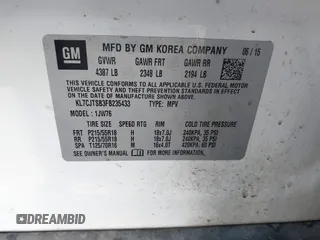 GM
MFD BY GM KOREA COMPANY 06 / 15
GVWR GAWR FRT GAWR RR
4387 LB 2348 LB 2194 LB
THIS VEHICLE CONFORMS TO ALL APPLICABLE U.S. FEDERAL MOTOR
VEHICLE SAFETY, BUMPER, AND THEFT PREVENTION STANDARDS IN
EFFECT ON THE DATE OF MANUFACTURE SHOWN ABOVE.
KL7CJTSB3FB235433 TYPE: MPV
MODEL : 1JW76
TIRE SIZE SPEED RTG RIM COLD TIRE PRESSURE
FRT P215/55R18 H 18x7.0J 240KPA, 35 PSI
RR P215/55R18 H 18x7.0J 240KPA, 35 PSI
SPA T125/70R16 M 16x4.0T 420KPA, 60 PSI
SEE OWNER'S MANUAL
DREAMBID